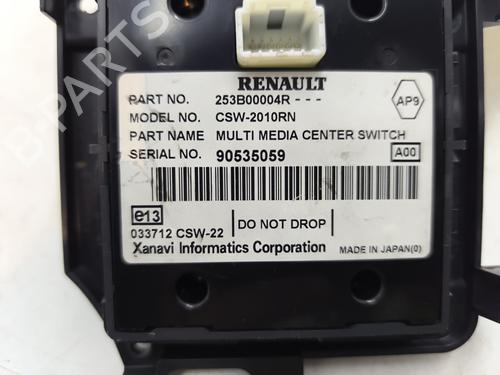 B-PARTS
RENAULT
PART NO. 253B00004R - - -
AP9
MODEL NO. CSW-2010RN
PART NAME MULTI MEDIA CENTER SWITCH
SERIAL NO. 90535059
A00
e13
DO NOT DROP
033712 CSW-22
Xanavi Informatics Corporation
MADE IN JAPAN(0)